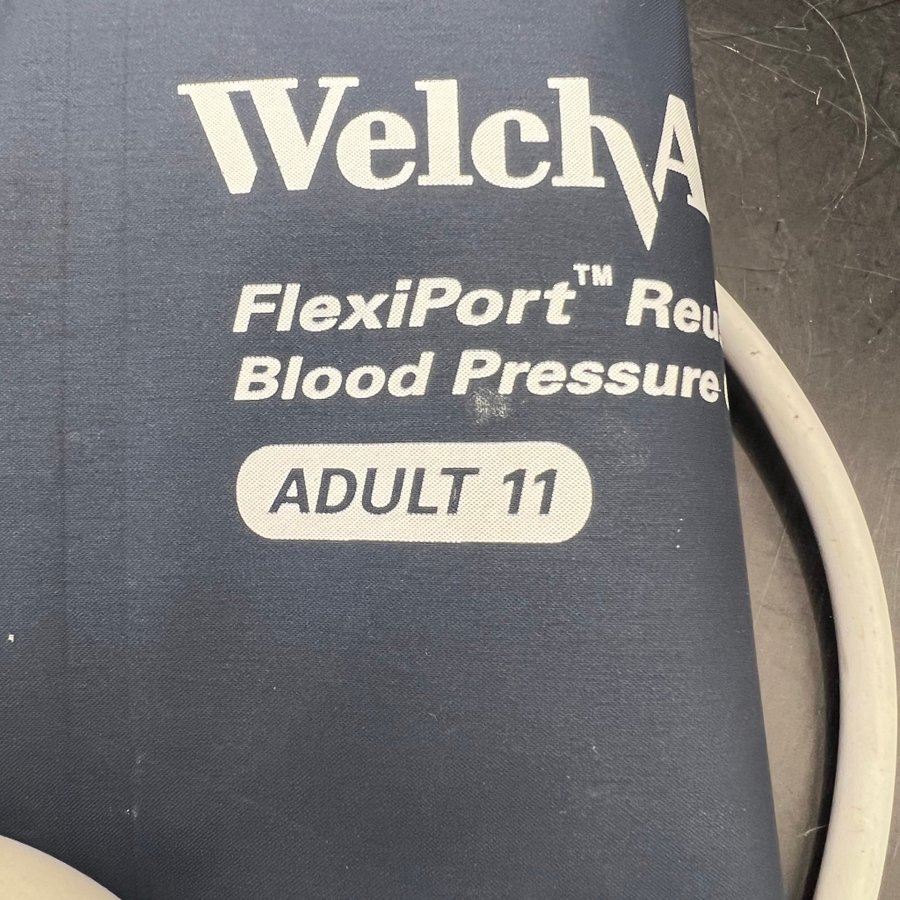 WelchA
FlexiPort™ Reu
Blood Pressure
ADULT 11